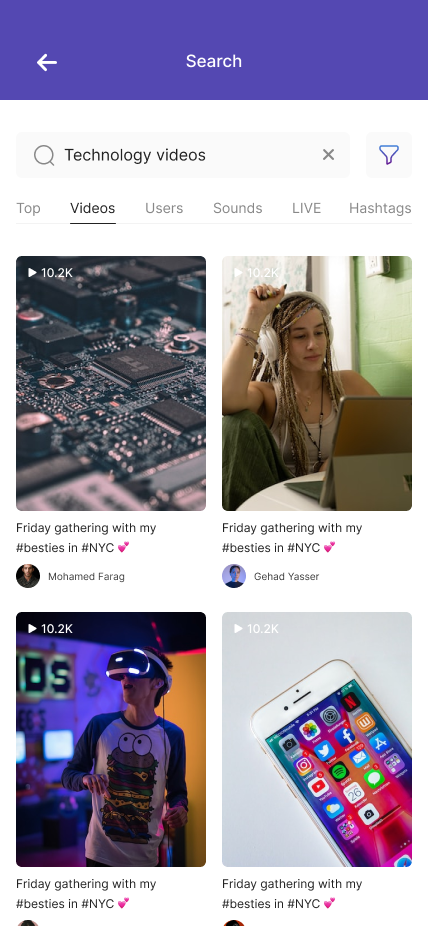 Search
Technology videos
Top Videos Users Sounds LIVE Hashtags
10.2K
10.2K
Friday gathering with my
#besties in #NYC 💕
Mohamed Farag
Friday gathering with my
#besties in #NYC 💕
Gehad Yasser
10.2K
10.2K
Friday gathering with my
#besties in #NYC 💕
Friday gathering with my
#besties in #NYC 💕